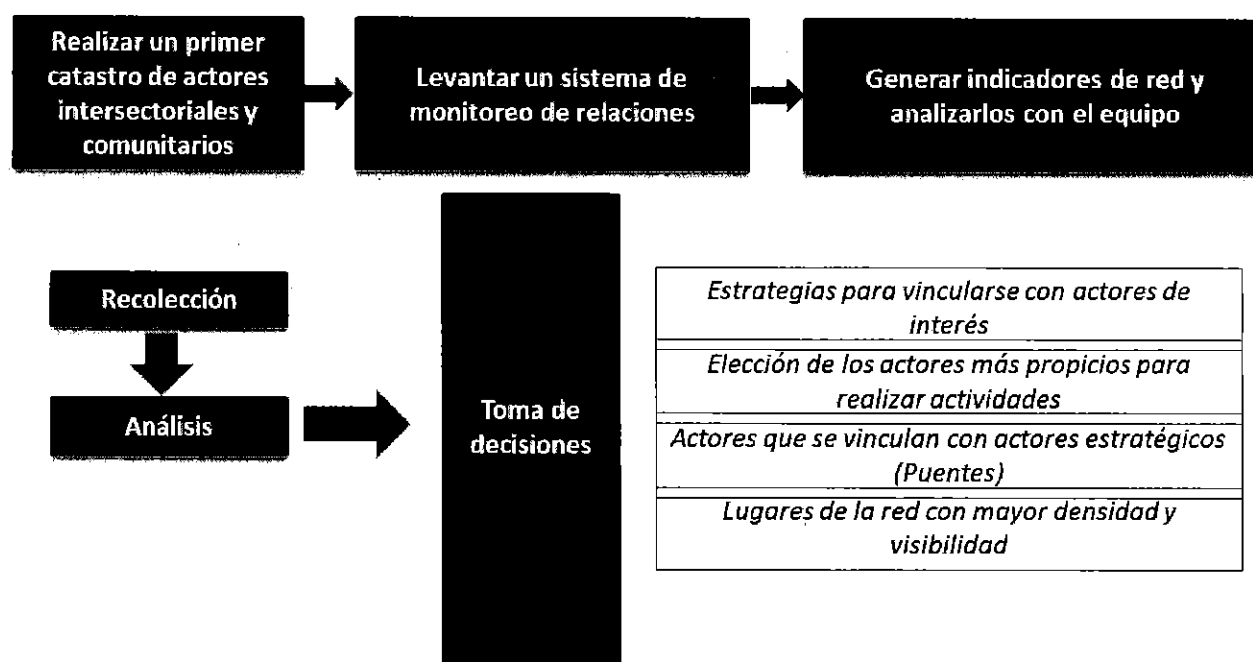 Realizar un primer
catastro de actores
intersectoriales y
comunitarios
Levantar un sistema de
monitoreo de relaciones
Generar indicadores de red y
analizarlos con el equipo
Recolección
Análisis
Toma de
decisiones
Estrategias para vincularse con actores de
interés
Elección de los actores más propicios para
realizar actividades
Actores que se vinculan con actores estratégicos
(Puentes)
Lugares de la red con mayor densidad y
visibilidad